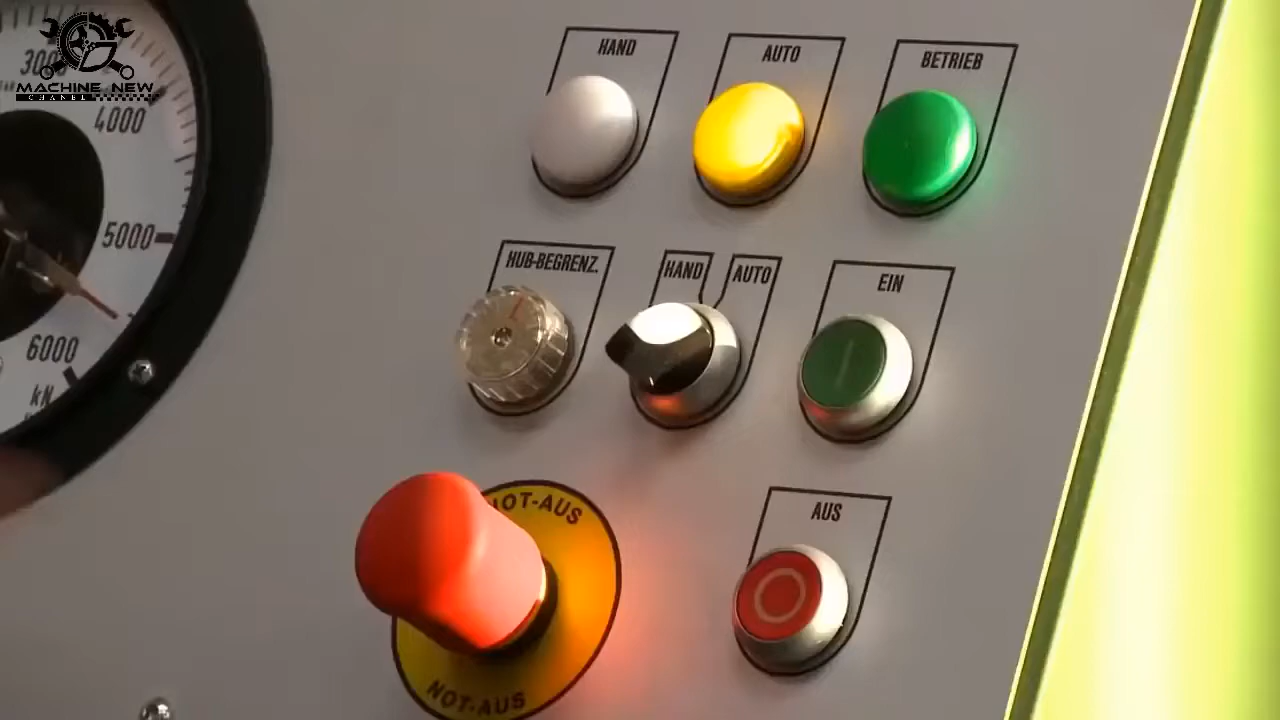 MACHINE NEW
CHANEL
3000
4000
5000
6000
kN
HAND
AUTO
BETRIEB
HUB-BEGRENZ.
HAND
AUTO
EIN
NOT-AUS
NOT-AUS
AUS